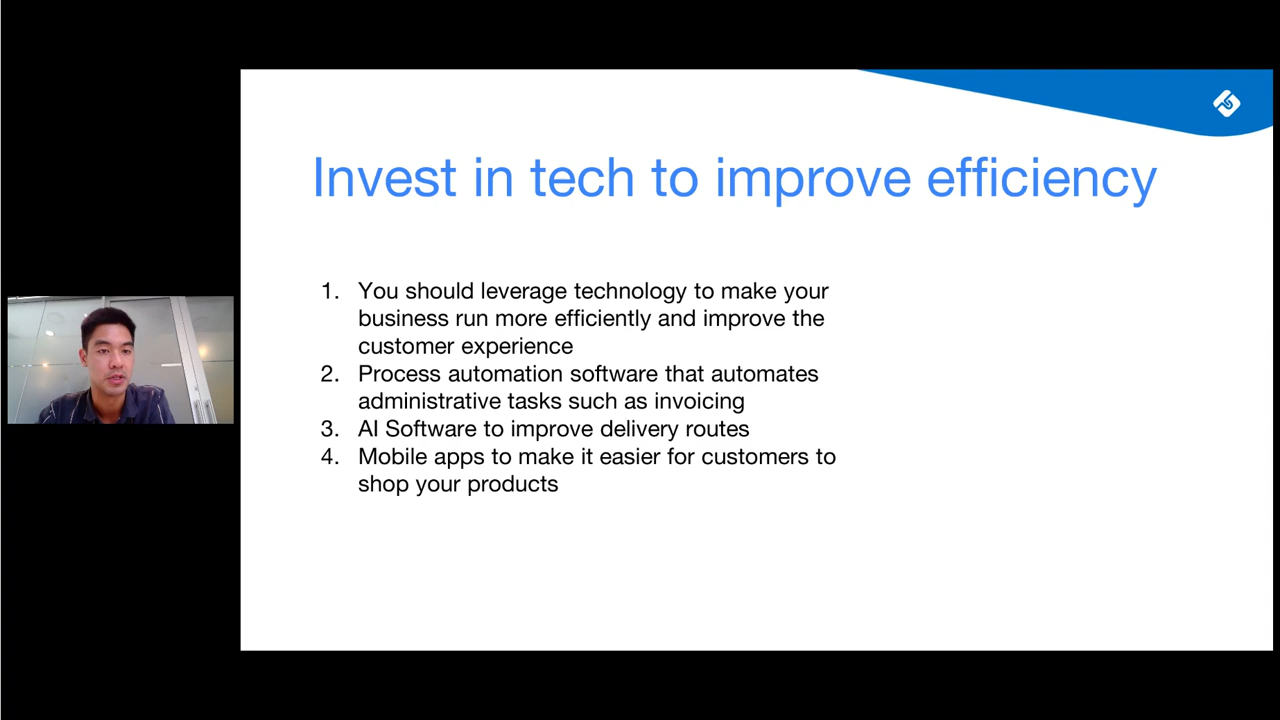 Invest in tech to improve efficiency
1. You should leverage technology to make your
business run more efficiently and improve the
customer experience
2. Process automation software that automates
administrative tasks such as invoicing
3. AI Software to improve delivery routes
4. Mobile apps to make it easier for customers to
shop your products